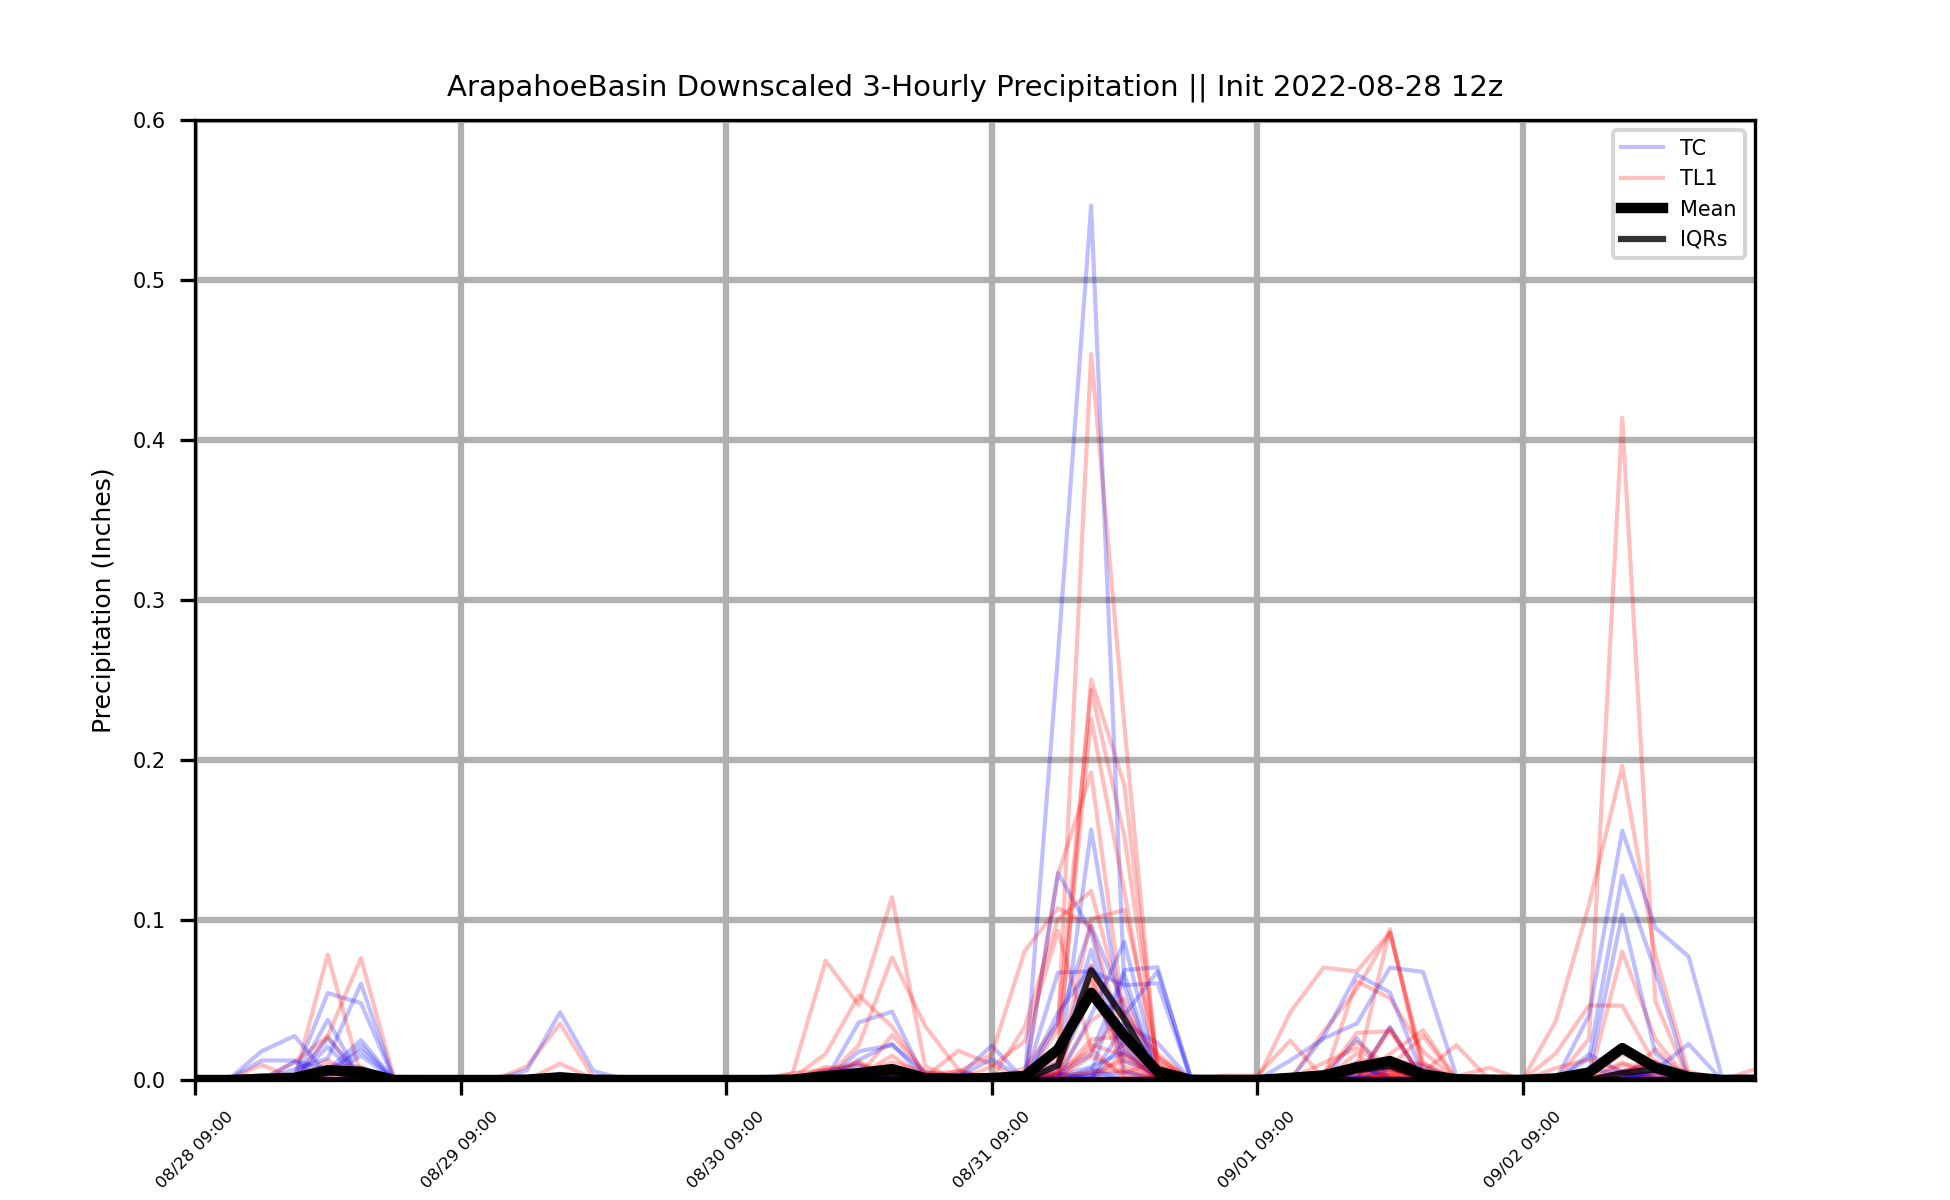 ArapahoeBasin Downscaled 3-Hourly Precipitation || Init 2022-08-28 12z
TC
TL1
Mean
IQRs
Precipitation (Inches)
0.6
0.5
0.4
0.3
0.2
0.1
0.0
08/28 09:00
08/29 09:00
08/30 09:00
08/31 09:00
09/01 09:00
09/02 09:00